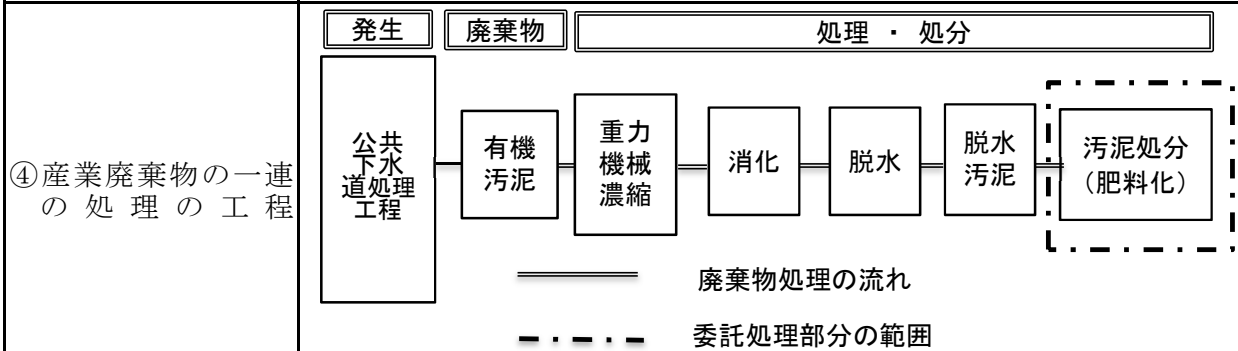 発生
廃棄物
処理 ・ 処分
④産業廃棄物の一連
の処理の工程
公共
下水
道処理
工程
有機
汚泥
重力
機械
濃縮
消化
脱水
脱水
汚泥
汚泥処分
（肥料化）
廃棄物処理の流れ
委託処理部分の範囲